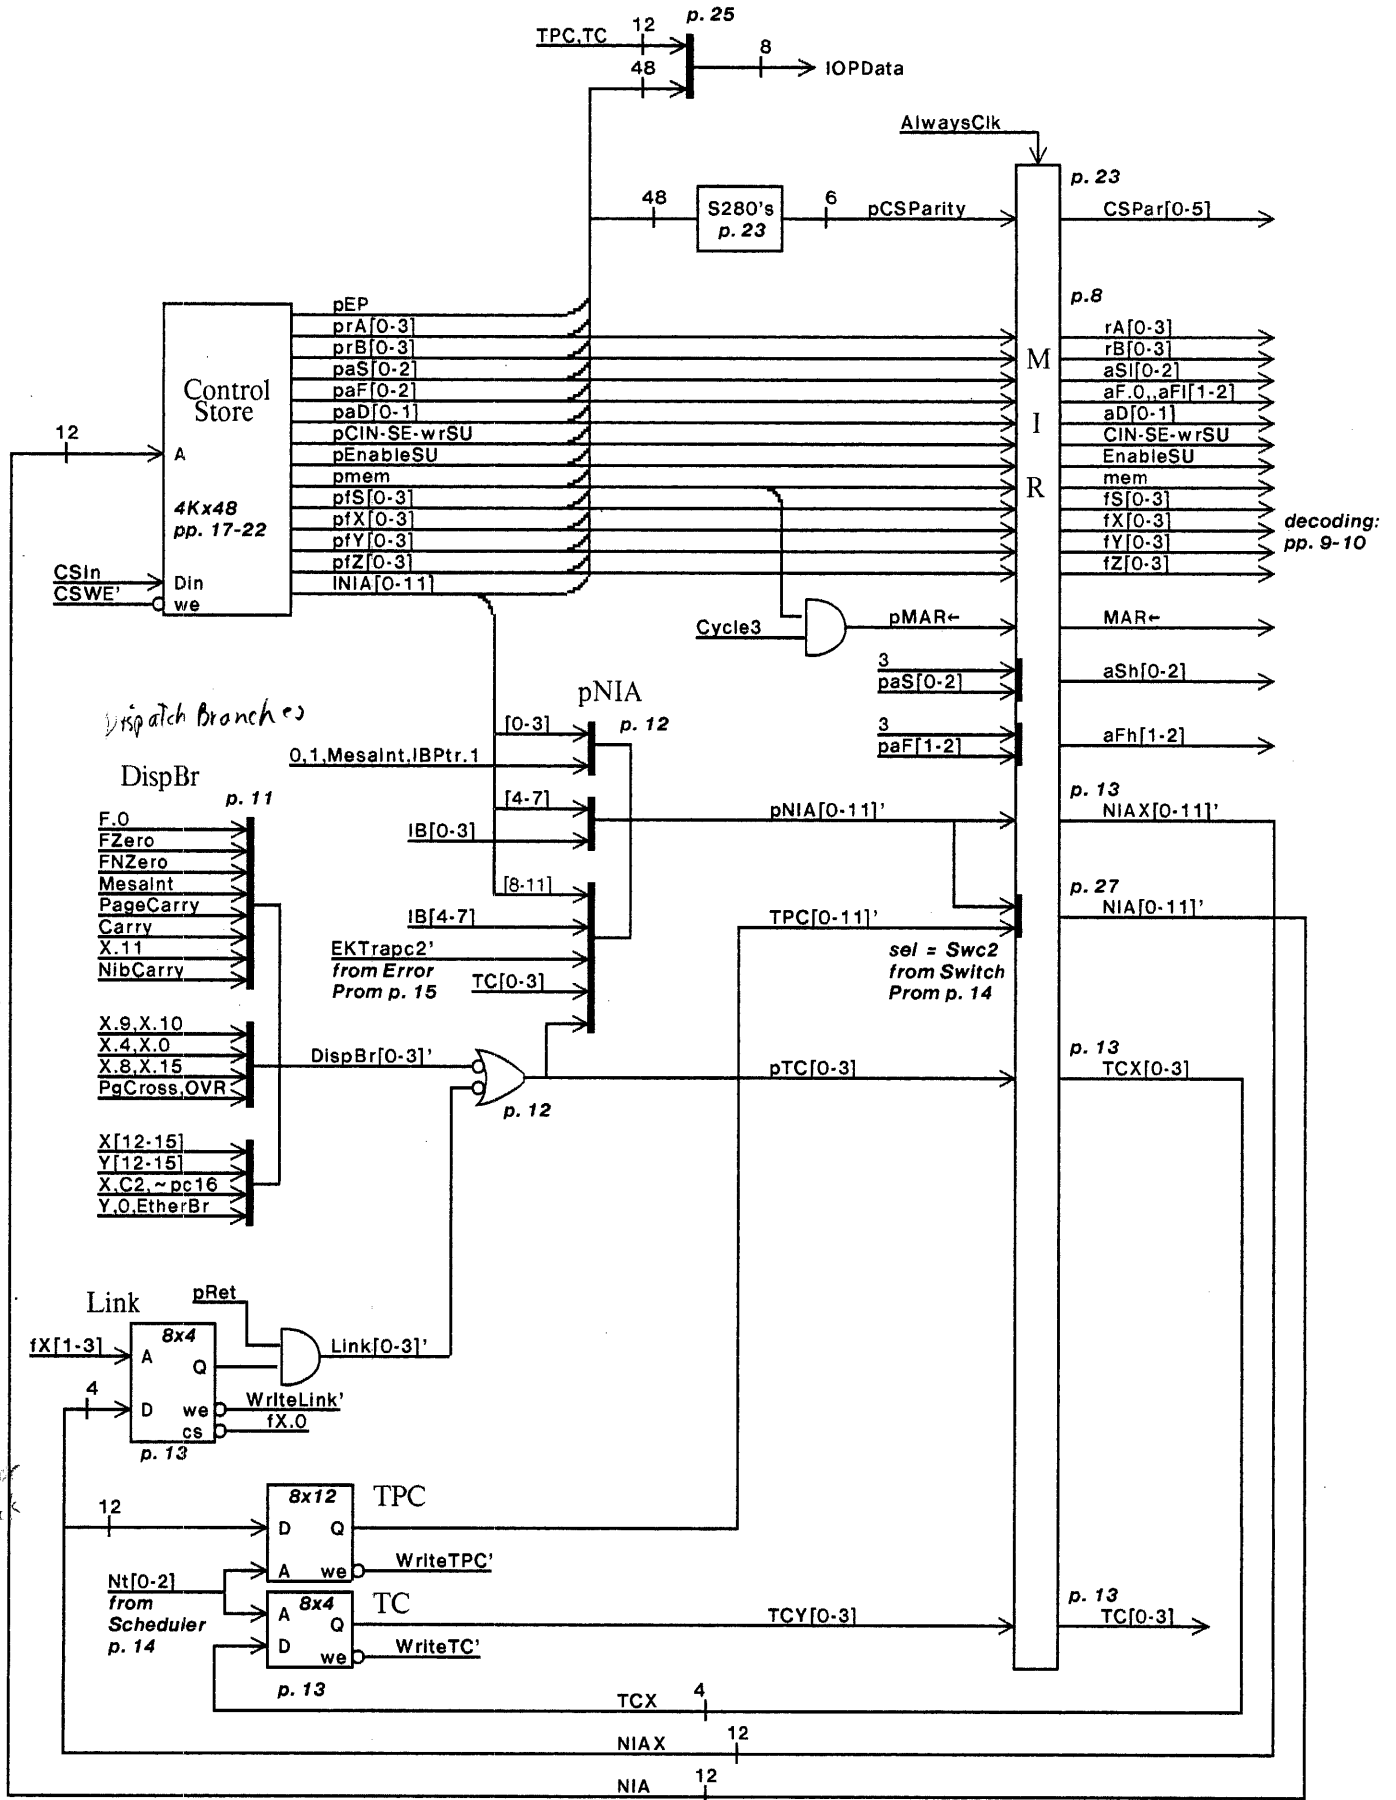 p. 25
TPC,TC
12
48
8
IOPData
AlwaysClk
p. 23
48
S280's
p. 23
6
pCSParity
CSPar[0-5]
p.8
Control
Store
12
A
4Kx48
pp. 17-22
CSIn
CSWE'
Din
we
pEP
prA[0-3]
prB[0-3]
paS[0-2]
paF[0-2]
paD[0-1]
pCIN-SE-wrSU
pEnableSU
pmem
pfS[0-3]
pfX[0-3]
pfY[0-3]
pfZ[0-3]
INIA[0-11]
M
I
R
rA[0-3]
rB[0-3]
aSl[0-2]
aF.0,,aFl[1-2]
aD[0-1]
CIN-SE-wrSU
EnableSU
mem
fS[0-3]
fX[0-3]
fY[0-3]
fZ[0-3]
decoding:
pp. 9-10
Cycle3
pMAR←
MAR←
3
paS[0-2]
aSh[0-2]
3
paF[1-2]
aFh[1-2]
pNIA
p. 12
[0-3]
0,1,MesaInt,IBPtr.1
[4-7]
IB[0-3]
[8-11]
IB[4-7]
EKTrapc2'
from Error
Prom p. 15
TC[0-3]
pNIA[0-11]'
p. 13
NIAX[0-11]'
p. 27
NIA[0-11]'
TPC[0-11]'
sel = Swc2
from Switch
Prom p. 14
Dispatch Branches
DispBr
p. 11
F.0
FZero
FNZero
MesaInt
PageCarry
Carry
X.11
NibCarry
X.9,X.10
X.4,X.0
X.8,X.15
PgCross,OVR
X[12-15]
Y[12-15]
X,C2,~pc16
Y,0,EtherBr
DispBr[0-3]'
p. 12
pTC[0-3]
p. 13
TCX[0-3]
Link
pRet
fX[1-3]
8x4
A
Q
4
D
we
cs
p. 13
Link[0-3]'
WriteLink'
fX.0
12
8x12
TPC
D
Q
A
we
WriteTPC'
Nt[0-2]
from
Scheduler
p. 14
8x4
TC
A
Q
D
we
WriteTC'
p. 13
TCY[0-3]
p. 13
TC[0-3]
TCX
4
NIAX
12
NIA
12